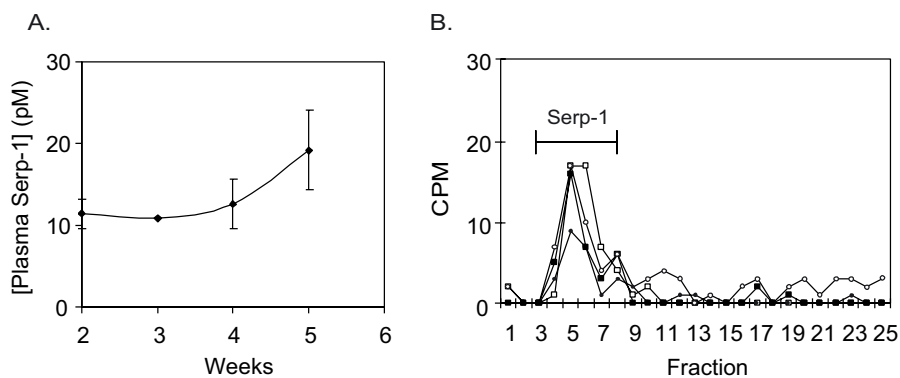 A.
[Plasma Serp-1] (pM)
30
20
10
0
2 3 4 5 6
Weeks
B.
CPM
30
20
10
0
Serp-1
1 3 5 7 9 11 13 15 17 19 21 23 25
Fraction